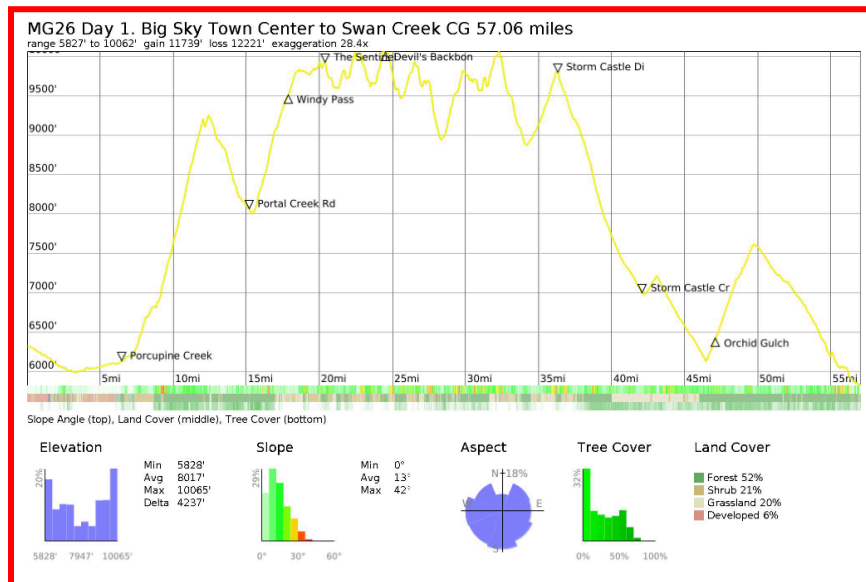 MG26 Day 1. Big Sky Town Center to Swan Creek CG 57.06 miles
range 5827' to 10062' gain 11739' loss 12221' exaggeration 28.4x
The Sentinel
Devil's Backbon
Storm Castle Di
9500'
Windy Pass
9000'
8500'
Portal Creek Rd
8000'
7500'
7000'
Storm Castle Cr
6500'
Orchid Gulch
Porcupine Creek
6000'
5mi 10mi 15mi 20mi 25mi 30mi 35mi 40mi 45mi 50mi 55mi
Slope Angle (top), Land Cover (middle), Tree Cover (bottom)
Elevation
20%
5828' 7947' 10065'
Min 5828'
Avg 8017'
Max 10065'
Delta 4237'
Slope
29%
0° 30° 60°
Min 0°
Avg 13°
Max 42°
Aspect
N 18%
W E
S
Tree Cover
32%
0% 50% 100%
Land Cover
Forest 52%
Shrub 21%
Grassland 20%
Developed 6%